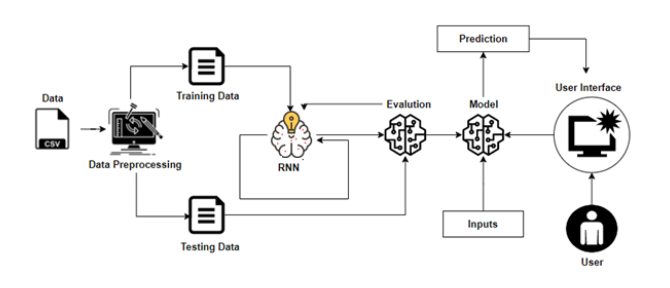 Prediction
User Interface
Data
Training Data
Evalution
Model
CSV
Data Preprocessing
RNN
Inputs
Testing Data
User